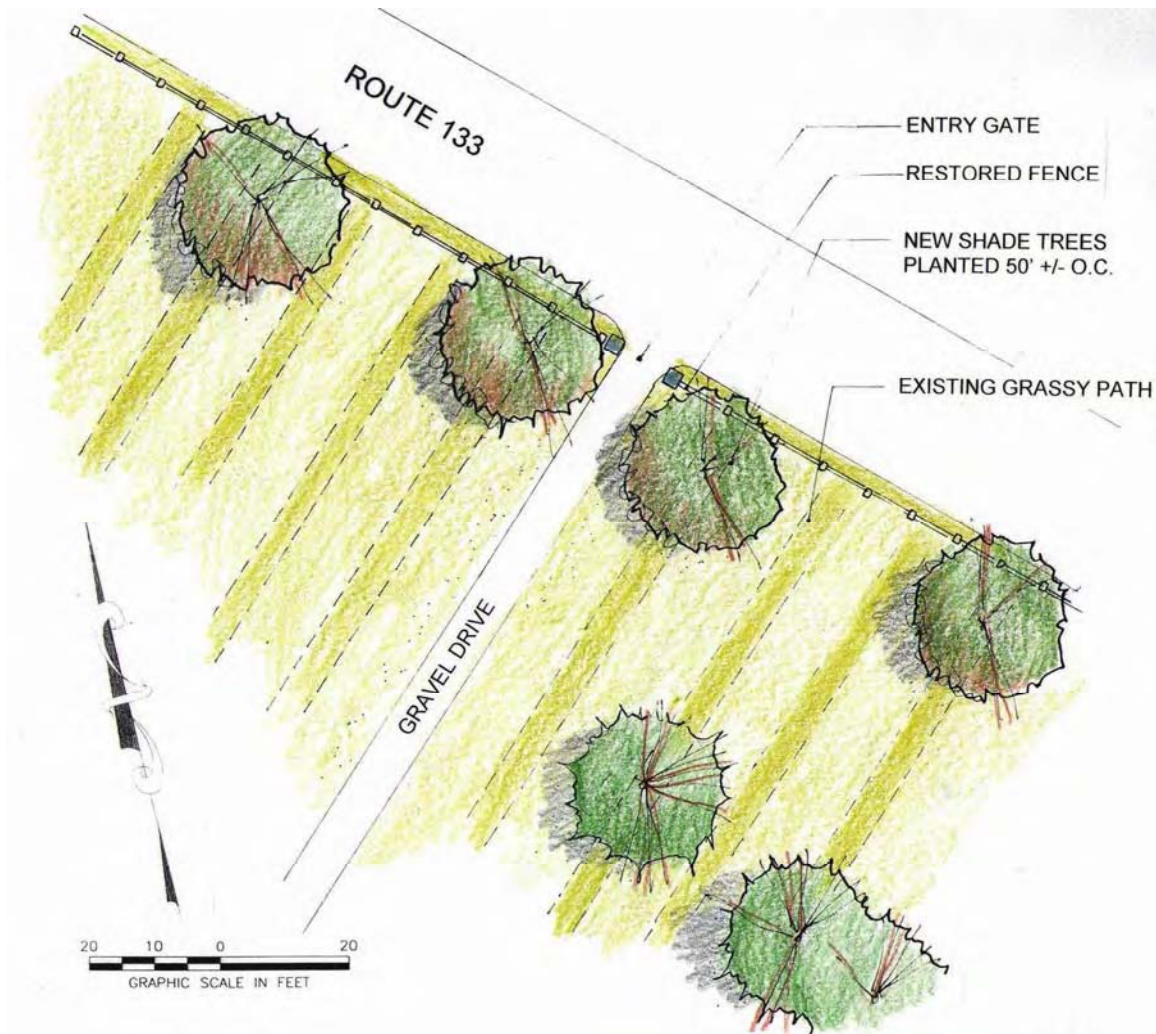 ROUTE 133
ENTRY GATE
RESTORED FENCE
NEW SHADE TREES
PLANTED 50' +/- O.C.
EXISTING GRASSY PATH
GRAVEL DRIVE
20 10 0 20
GRAPHIC SCALE IN FEET